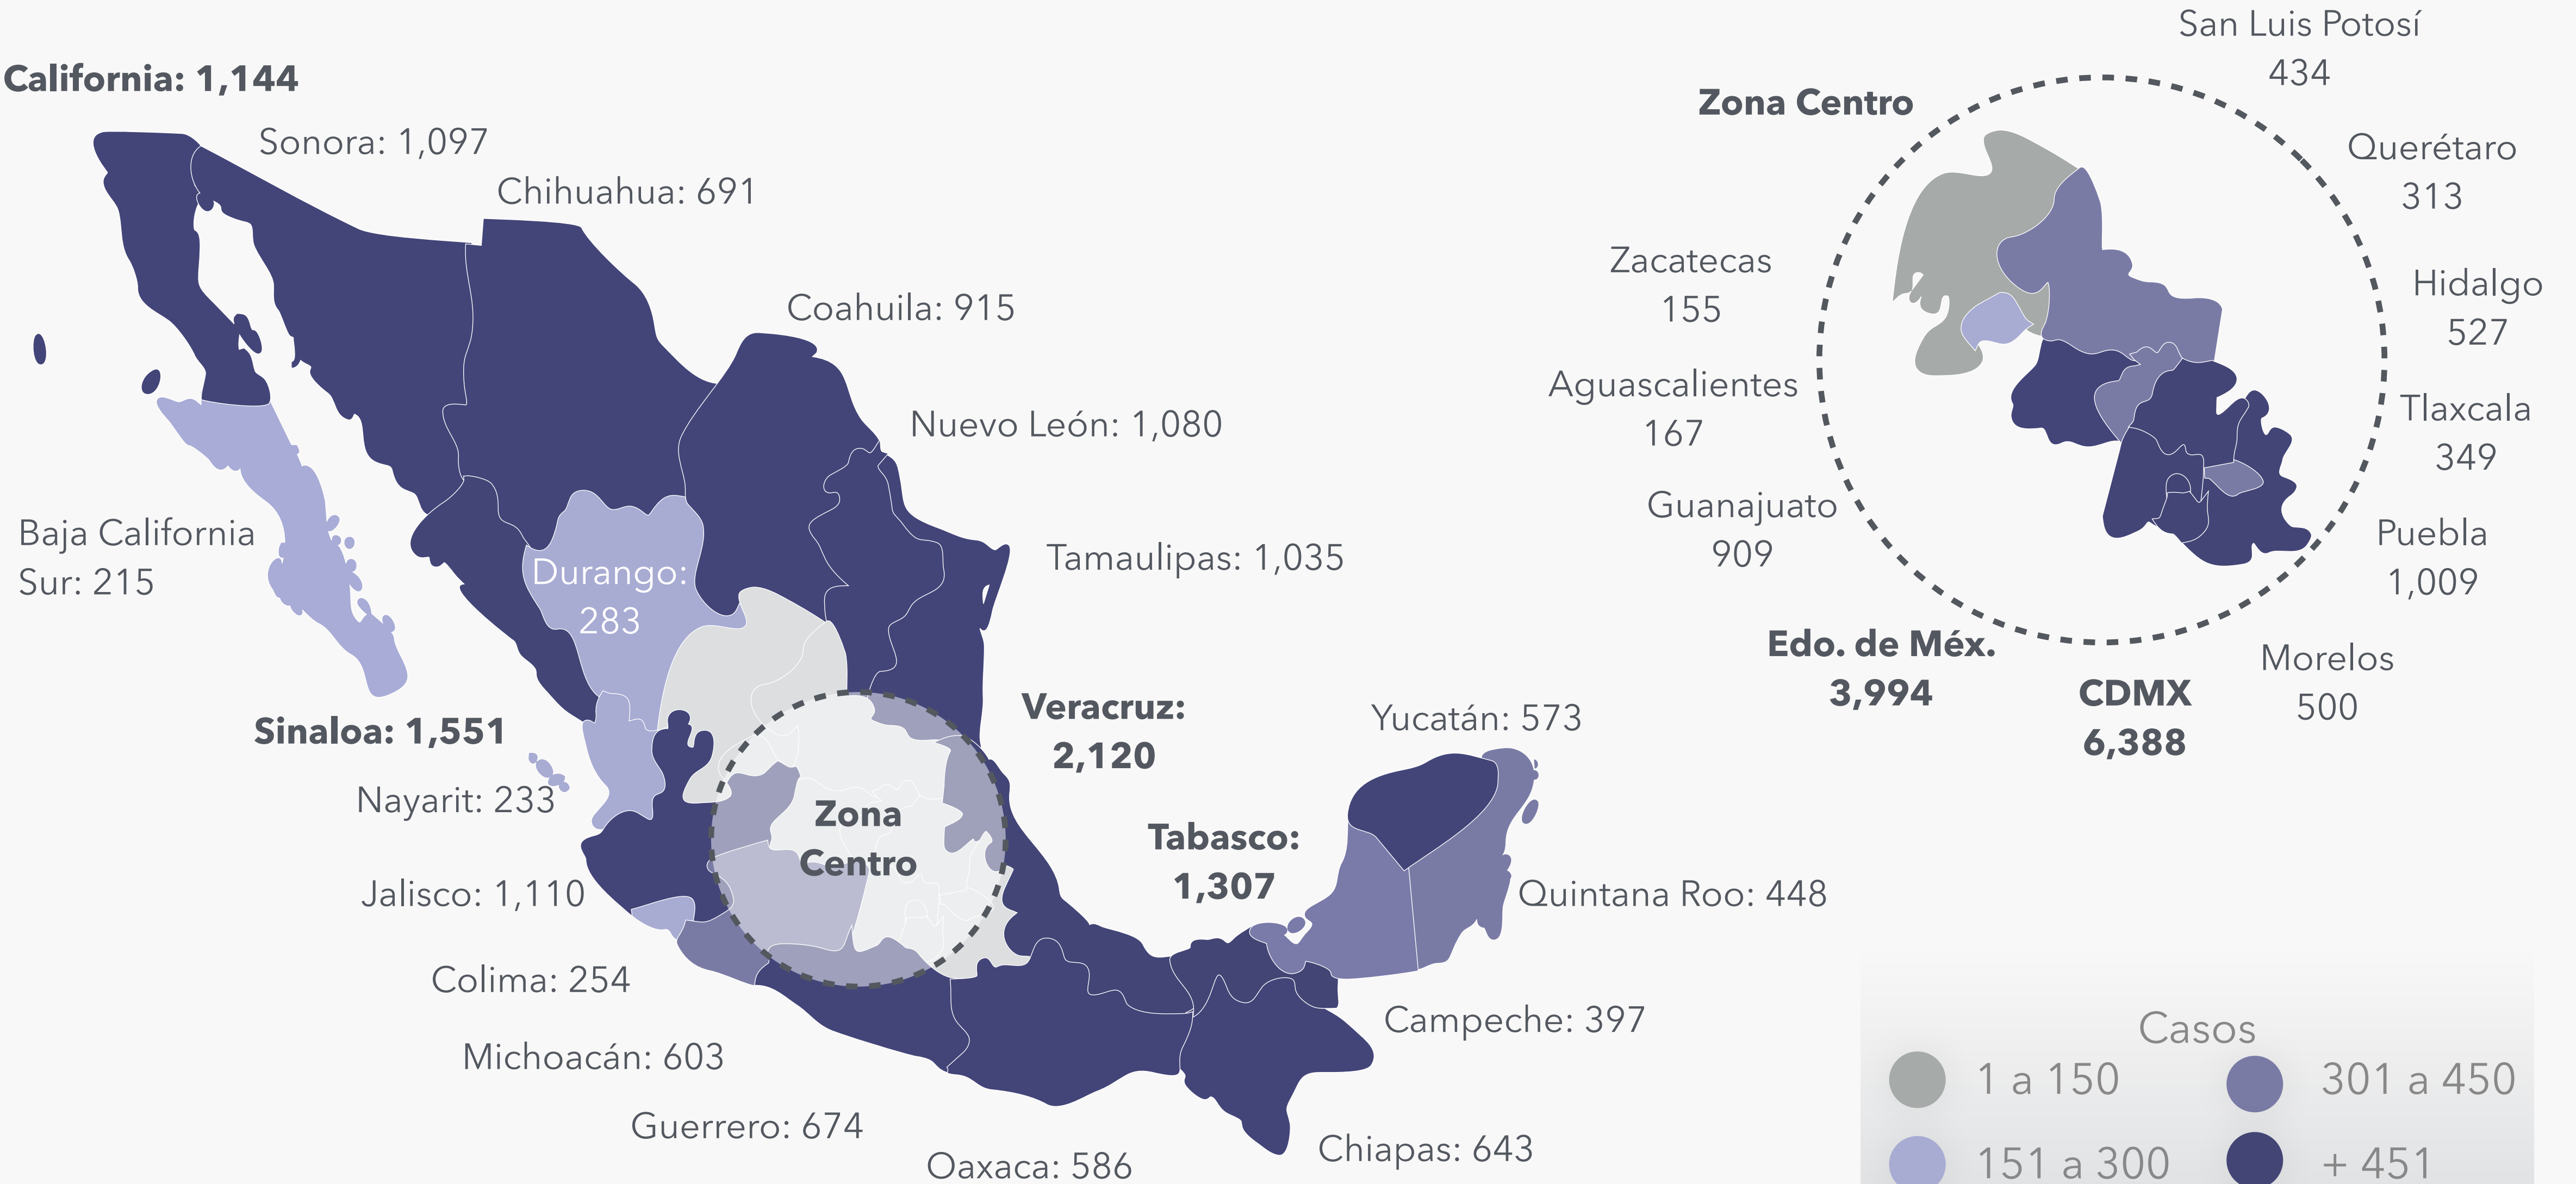 California: 1,144
Sonora: 1,097
Chihuahua: 691
Coahuila: 915
Nuevo León: 1,080
Tamaulipas: 1,035
Baja California
Sur: 215
Durango:
283
Sinaloa: 1,551
Nayarit: 233
Jalisco: 1,110
Colima: 254
Michoacán: 603
Guerrero: 674
Oaxaca: 586
Chiapas: 643
Zona
Centro
Veracruz:
2,120
Tabasco:
1,307
Yucatán: 573
Quintana Roo: 448
Campeche: 397
Zona Centro
San Luis Potosí
434
Querétaro
313
Hidalgo
527
Tlaxcala
349
Puebla
1,009
Morelos
500
CDMX
6,388
Edo. de Méx.
3,994
Guanajuato
909
Aguascalientes
167
Zacatecas
155
Casos
1 a 150
301 a 450
151 a 300
+ 451